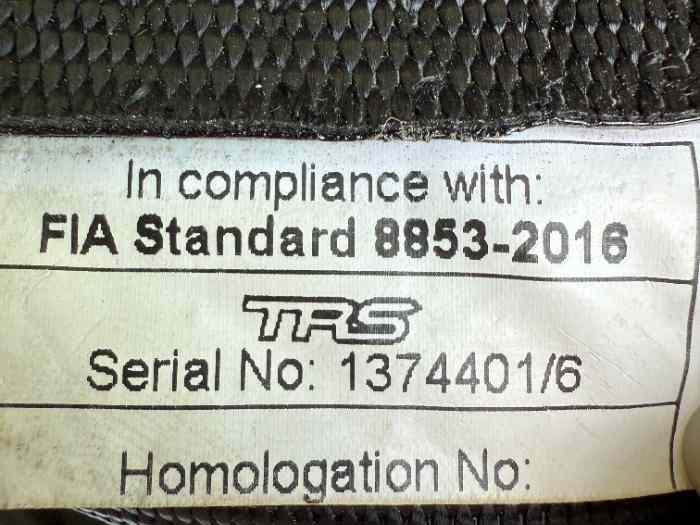 In compliance with:
FIA Standard 8853-2016
TRS
Serial No: 1374401/6
Homologation No: